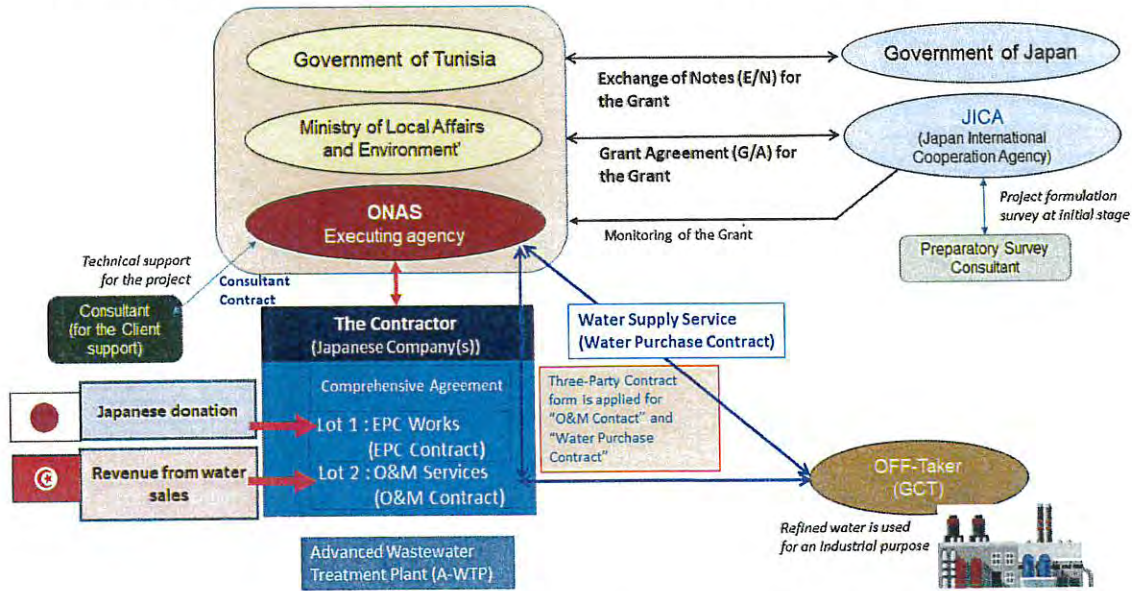 Government of Tunisia
Government of Japan
Exchange of Notes (E/N) for
the Grant
Ministry of Local Affairs
and Environment'
JICA
(Japan International
Cooperation Agency)
Grant Agreement (G/A) for
the Grant
ONAS
Executing agency
Project formulation
survey at initial stage
Monitoring of the Grant
Preparatory Survey
Consultant
Technical support
for the project
Consultant
Contract
Consultant
(for the Client
support)
The Contractor
(Japanese Company(s))
Water Supply Service
(Water Purchase Contract)
Comprehensive Agreement
Three-Party Contract
form is applied for
"O&M Contact" and
"Water Purchase
Contract"
Japanese donation
Lot 1 : EPC Works
(EPC Contract)
Revenue from water
sales
Lot 2 : O&M Services
(O&M Contract)
OFF-Taker
(GCT)
Refined water is used
for an industrial purpose
Advanced Wastewater
Treatment Plant (A-WTP)